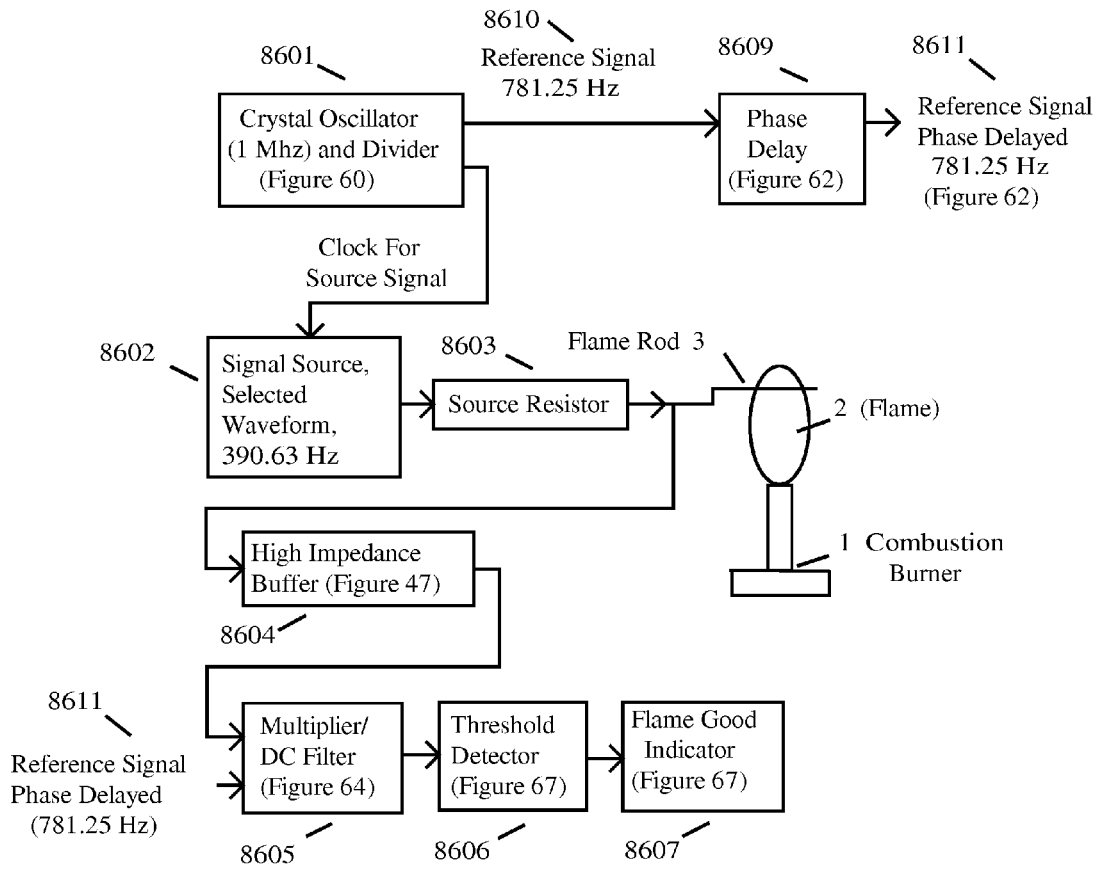 8610
8601
Reference Signal
781.25 Hz
8609
8611
Crystal Oscillator
(1 Mhz) and Divider
(Figure 60)
Phase
Delay
(Figure 62)
Reference Signal
Phase Delayed
781.25 Hz
(Figure 62)
Clock For
Source Signal
8602
Signal Source,
Selected
Waveform,
390.63 Hz
8603
Source Resistor
Flame Rod 3
2 (Flame)
1 Combustion
Burner
High Impedance
Buffer (Figure 47)
8604
8611
Reference Signal
Phase Delayed
(781.25 Hz)
Multiplier/
DC Filter
(Figure 64)
8605
Threshold
Detector
(Figure 67)
8606
Flame Good
Indicator
(Figure 67)
8607